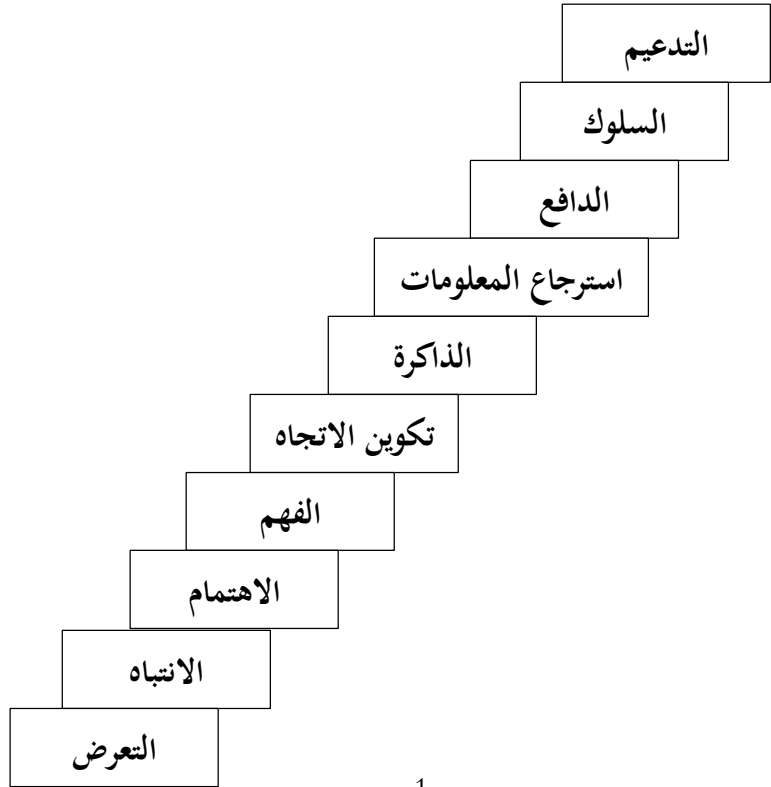 التدعيم
السلوك
الدافع
استرجاع المعلومات
الذاكرة
تكوين الاتجاه
الفهم
الاهتمام
الانتباه
التعرض
1